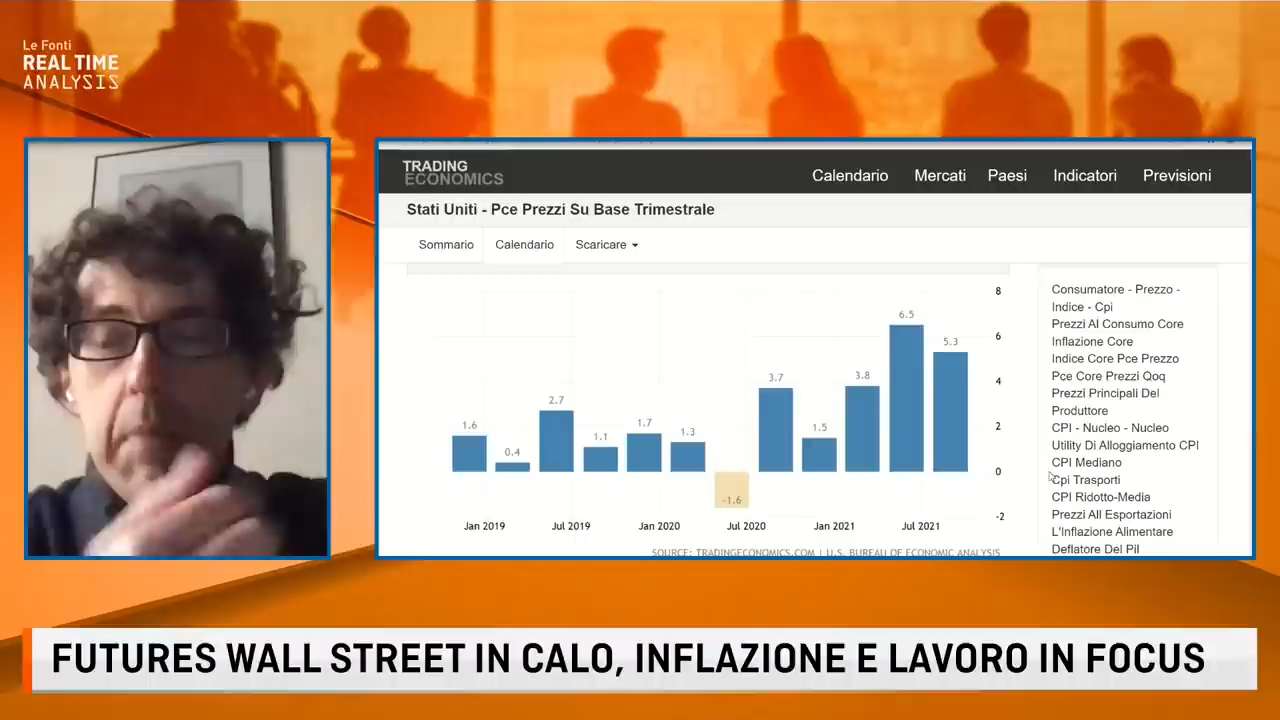 Le Fonti
REAL TIME
ANALYSIS
TRADING
ECONOMICS
Calendario Mercati Paesi Indicatori Previsioni
Stati Uniti - Pce Prezzi Su Base Trimestrale
Sommario Calendario Scaricare
8
6
4
2
0
-2
1.6
0.4
2.7
1.1
1.7
1.3
-1.6
3.7
1.5
3.8
6.5
5.3
Jan 2019 Jul 2019 Jan 2020 Jul 2020 Jan 2021 Jul 2021
SOURCE: TRADINGECONOMICS.COM | U.S. BUREAU OF ECONOMIC ANALYSIS
Consumatore - Prezzo -
Indice - Cpi
Prezzi Al Consumo Core
Inflazione Core
Indice Core Pce Prezzo
Pce Core Prezzi Qoq
Prezzi Principali Del
Produttore
CPI - Nucleo - Nucleo
Utility Di Alloggiamento CPI
CPI Mediano
Cpi Trasporti
CPI Ridotto-Media
Prezzi All Esportazioni
L'Inflazione Alimentare
Deflatore Del Pil
FUTURES WALL STREET IN CALO, INFLAZIONE E LAVORO IN FOCUS